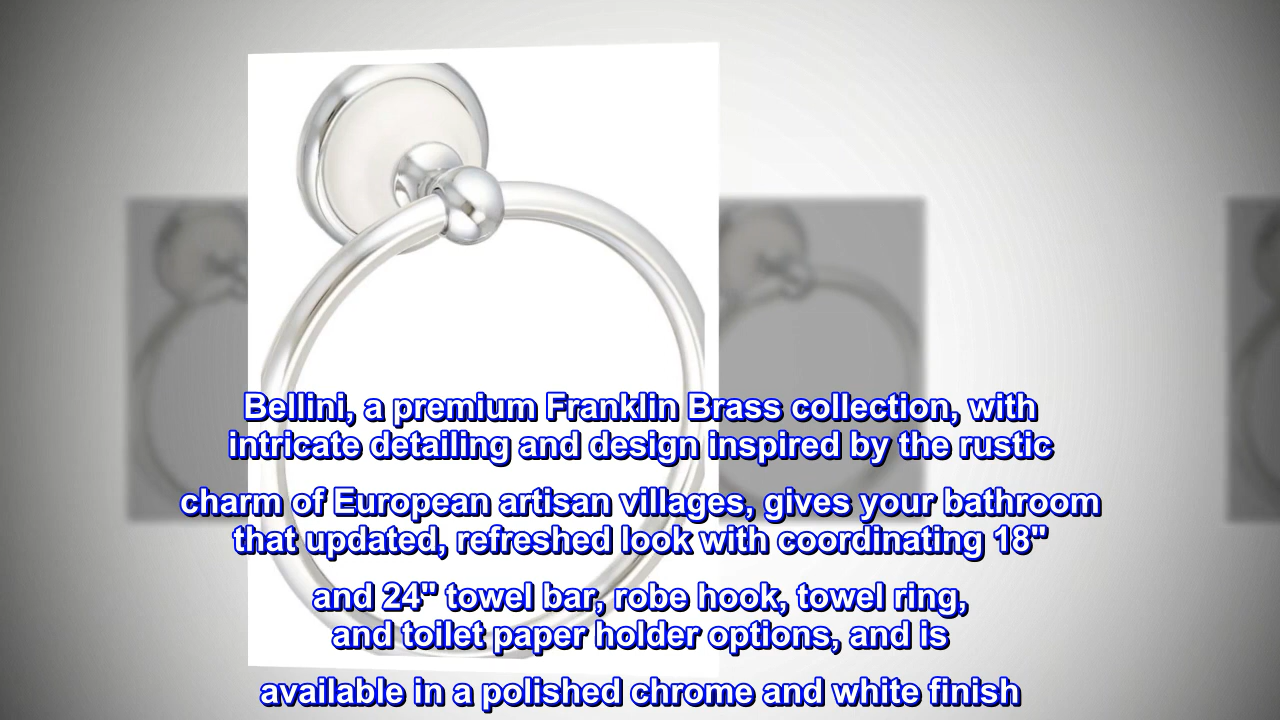 Bellini, a premium Franklin Brass collection, with
intricate detailing and design inspired by the rustic
charm of European artisan villages, gives your bathroom
that updated, refreshed look with coordinating 18"
and 24" towel bar, robe hook, towel ring,
and toilet paper holder options, and is
available in a polished chrome and white finish